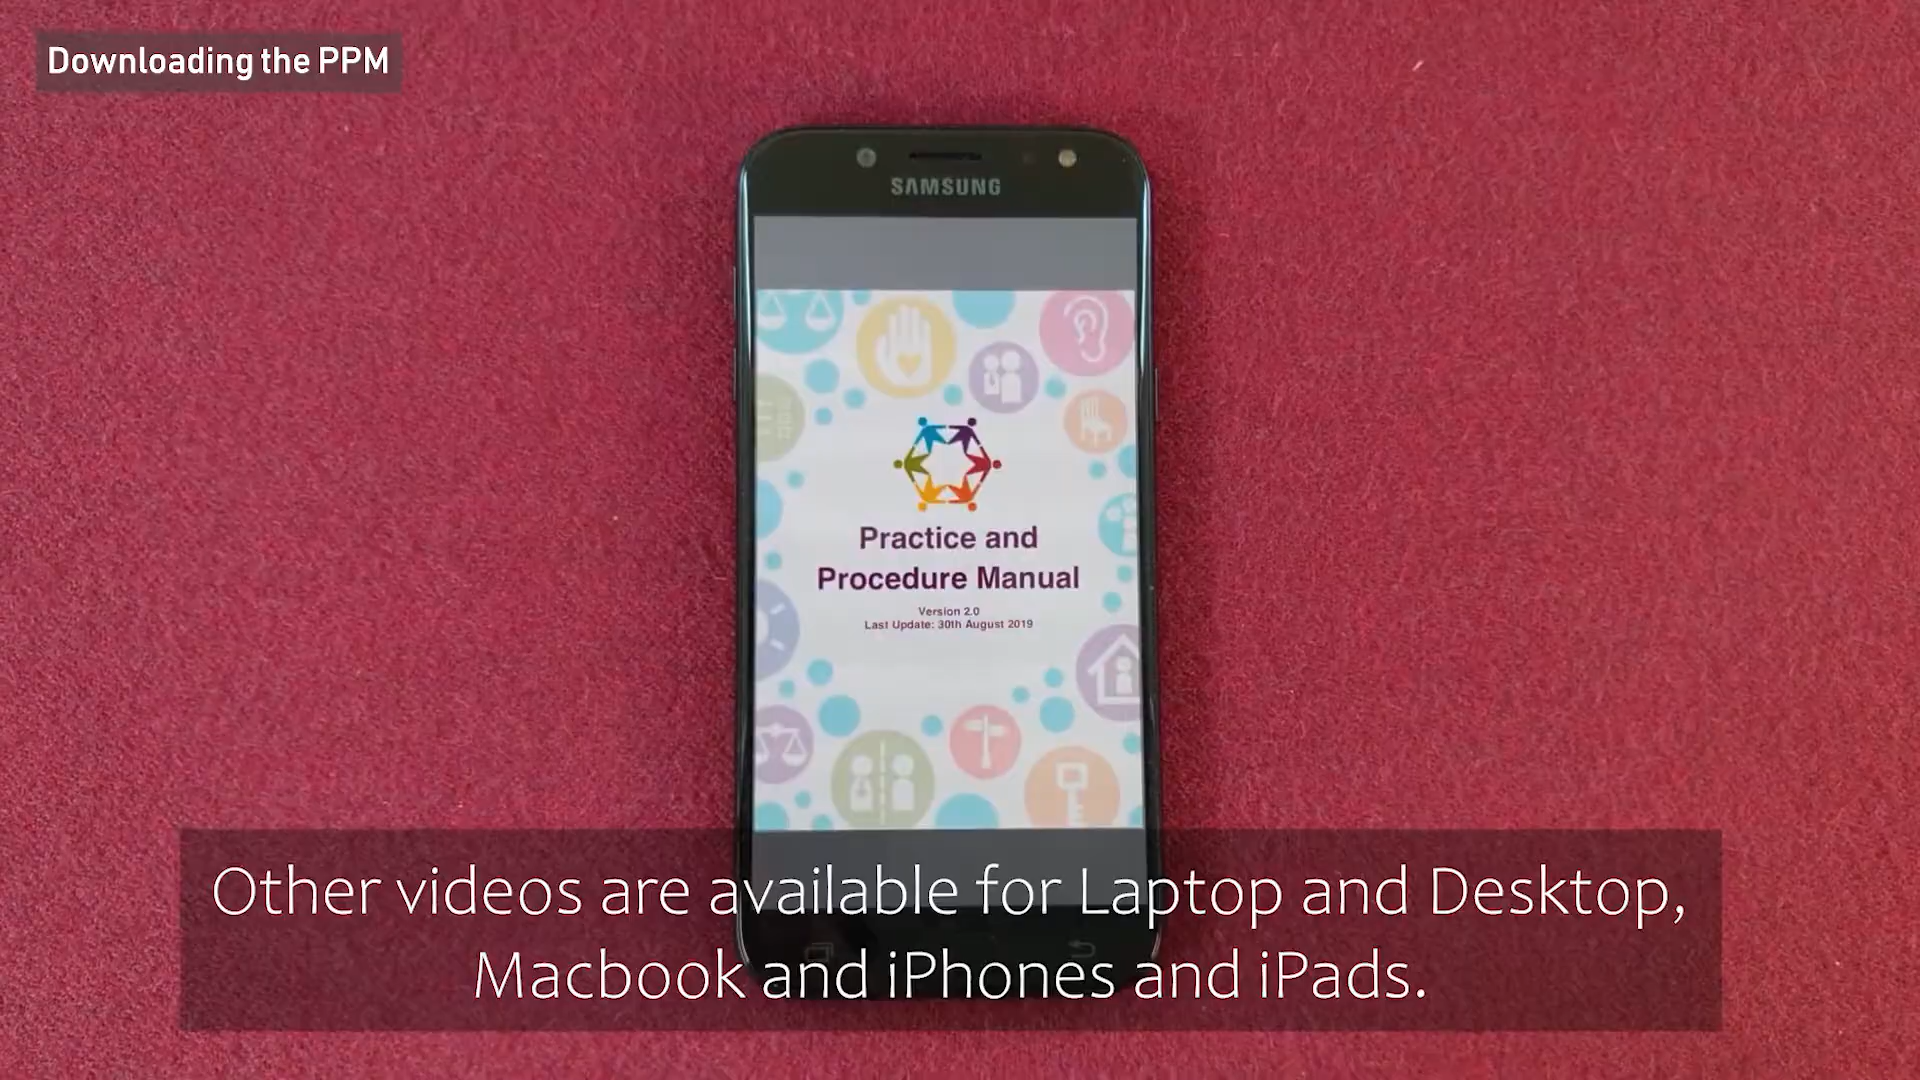 Downloading the PPM
SAMSUNG
Practice and
Procedure Manual
Version 2.0
Last Update: 30th August 2019
Other videos are available for Laptop and Desktop,
Macbook and iPhones and iPads.